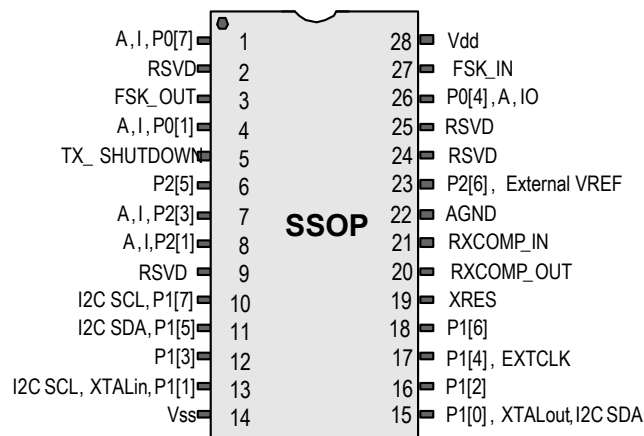 A, I, P0[7] 1 28 Vdd
RSVD 2 27 FSK_IN
FSK_OUT 3 26 P0[4], A, IO
A, I, P0[1] 4 25 RSVD
TX_ SHUTDOWN 5 24 RSVD
P2[5] 6 23 P2[6], External VREF
A, I, P2[3] 7 22 AGND
SSOP
A, I, P2[1] 8 21 RXCOMP_IN
RSVD 9 20 RXCOMP_OUT
I2C SCL, P1[7] 10 19 XRES
I2C SDA, P1[5] 11 18 P1[6]
P1[3] 12 17 P1[4], EXTCLK
I2C SCL, XTALin, P1[1] 13 16 P1[2]
Vss 14 15 P1[0], XTALout, I2C SDA